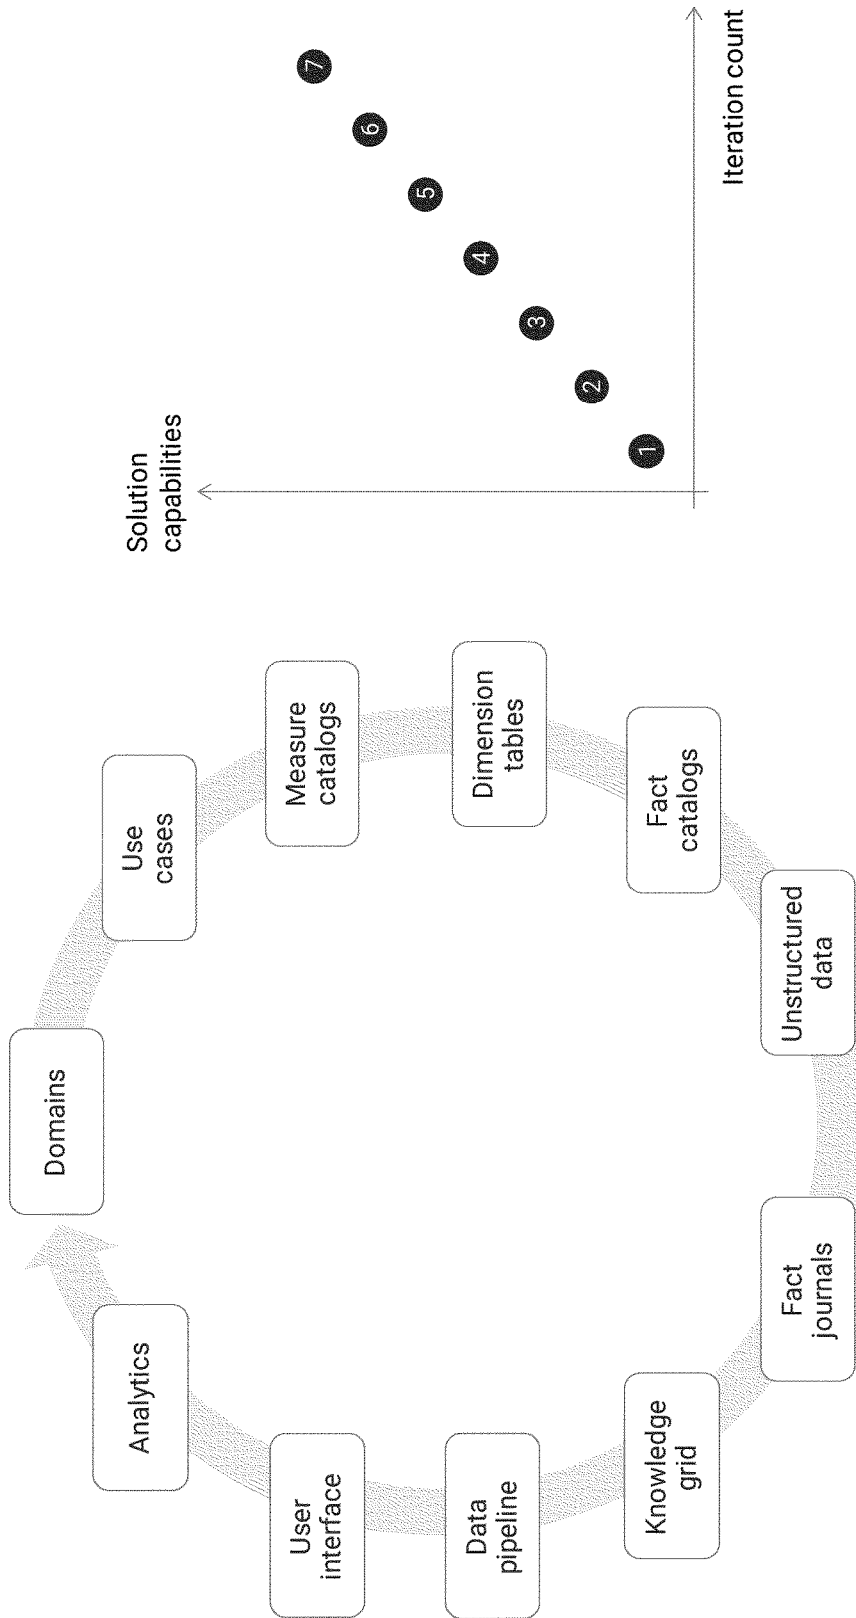 Domains
Use
cases
Measure
catalogs
Dimension
tables
Fact
catalogs
Unstructured
data
Fact
journals
Knowledge
grid
Data
pipeline
User
interface
Analytics
Solution
capabilities
1
2
3
4
5
6
7
Iteration count